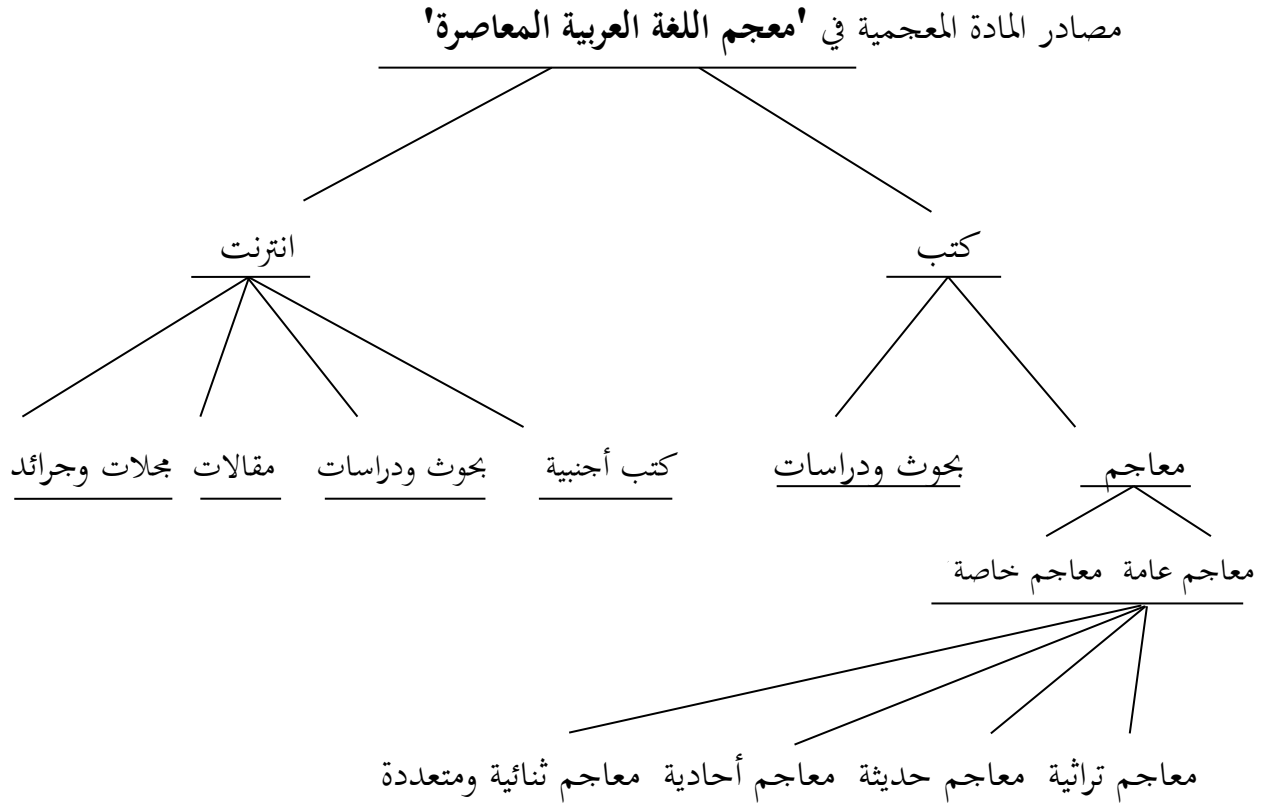 مصادر المادة المعجمية في 'معجم اللغة العربية المعاصرة'
كتب انترنت
معاجم بحوث ودراسات كتب أجنبية بحوث ودراسات مقالات مجلات وجرائد
معاجم عامة معاجم خاصة
معاجم تراثية معاجم حديثة معاجم أحادية معاجم ثنائية ومتعددة